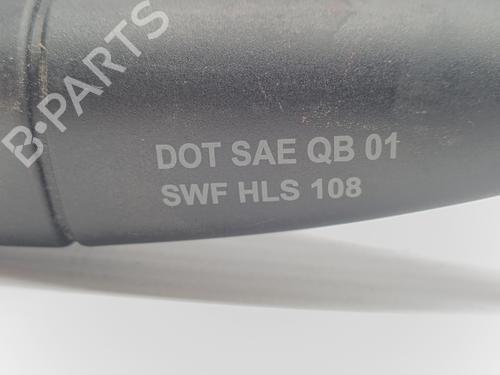 B-PARTS
DOT SAE QB 01
SWF HLS 108